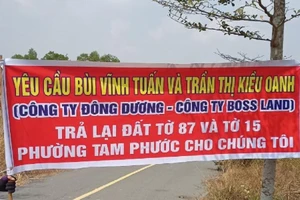 YÊU CẦU BÙI VĨNH TUẤN VÀ TRẦN THỊ KIỀU OANH
(CÔNG TY ĐÔNG DƯƠNG - CÔNG TY BOSS LAND)
TRẢ LẠI ĐẤT TỜ 87 VÀ TỜ 15
PHƯỜNG TAM PHƯỚC CHO CHÚNG TÔI